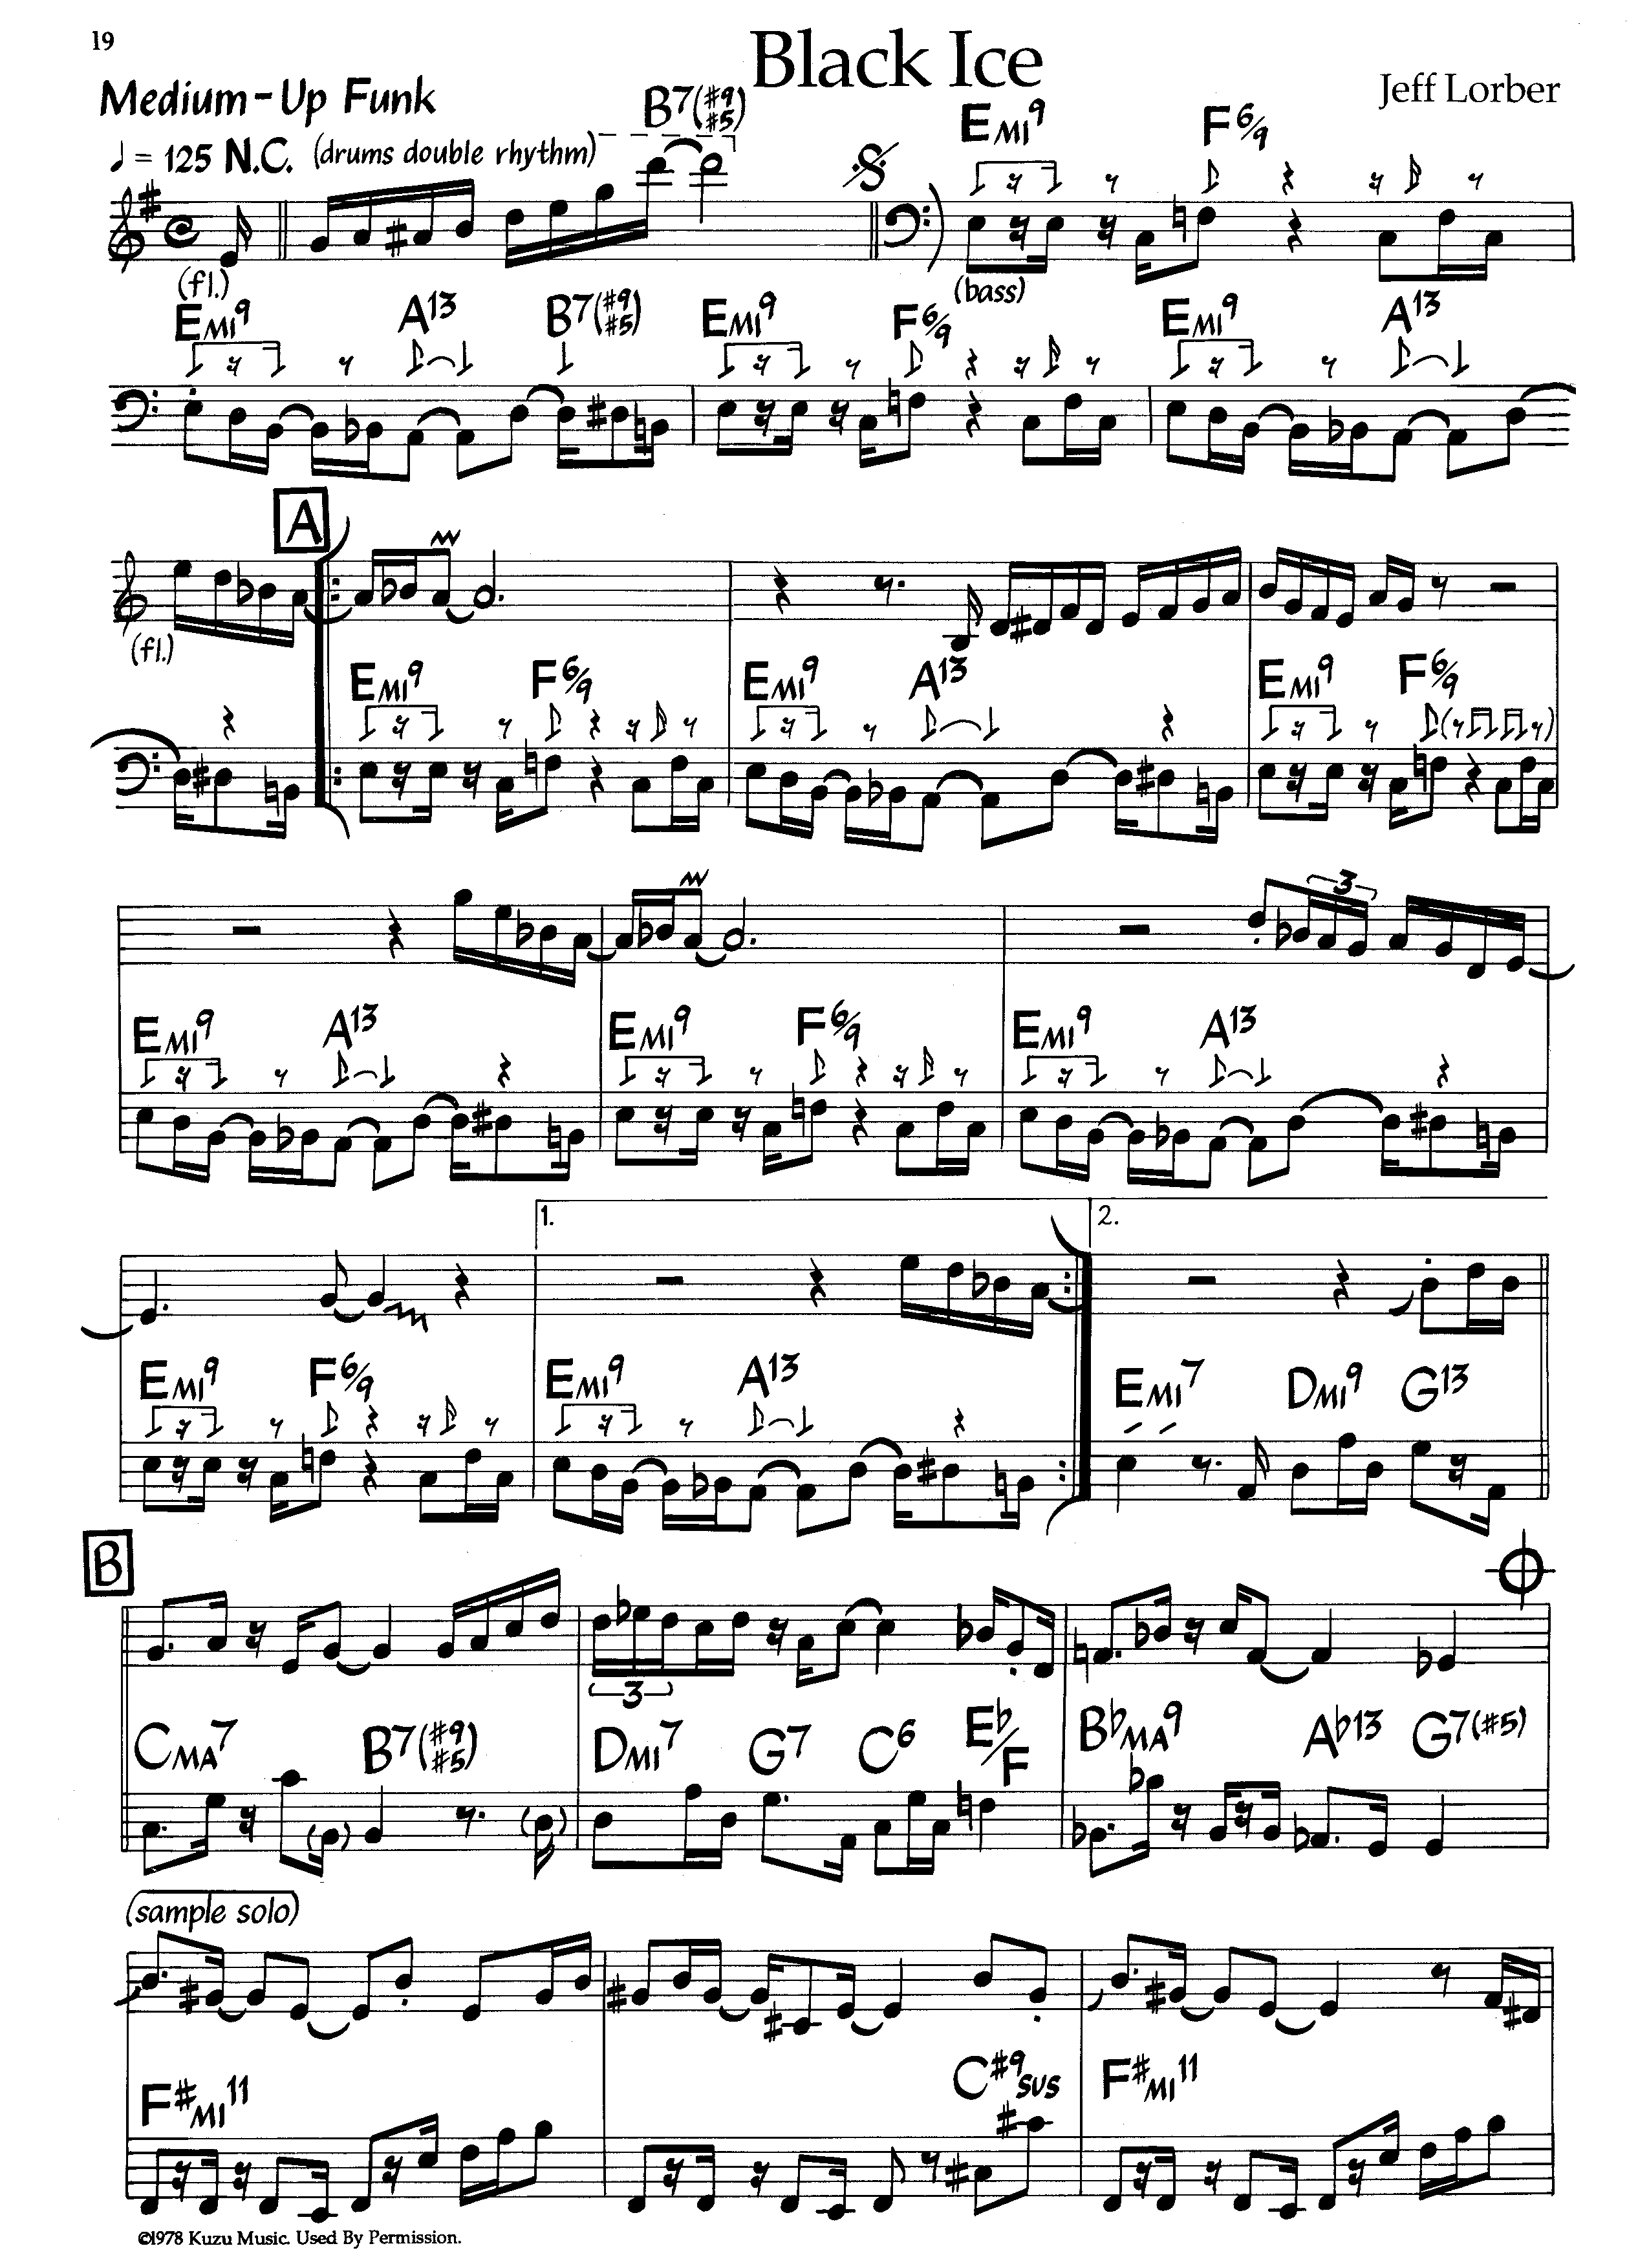 19
Black Ice
Medium-Up Funk
Jeff Lorber
♩ = 125 N.C. (drums double rhythm) B7(#9 #5) EMI9 F6/9
(fl.) (bass)
EMI9 A13 B7(#9 #5) EMI9 F6/9 EMI9 A13
A
(fl.)
EMI9 F6/9 EMI9 A13 EMI9 F6/9
3
EMI9 A13 EMI9 F6/9 EMI9 A13
1. 2.
EMI9 F6/9 EMI9 A13 EMI7 DMI9 G13
B
3
CMA7 B7(#9 #5) DMI7 G7 C6 E♭/F B♭MA9 A♭13 G7(#5)
(sample solo)
F#MI11 C#9SUS F#MI11
©1978 Kuzu Music. Used By Permission.